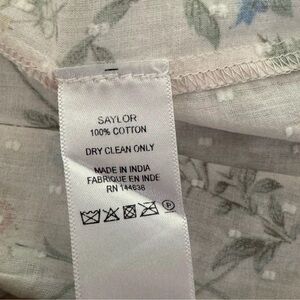 SAYLOR
100% COTTON
DRY CLEAN ONLY
MADE IN INDIA
FABRIQUE EN INDE
RN 144638
P